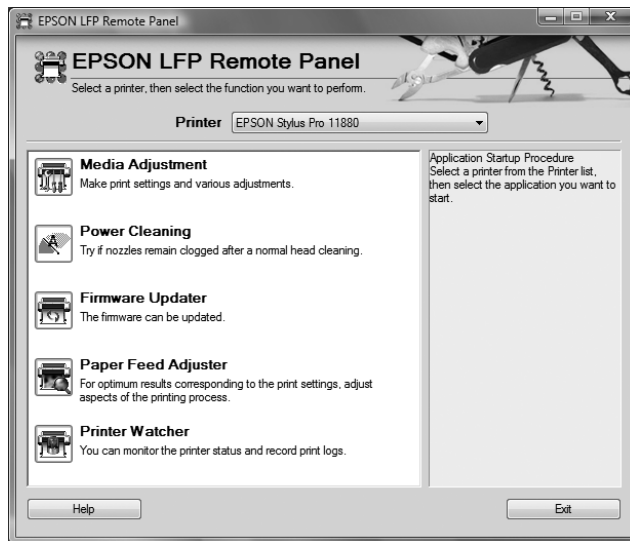 EPSON LFP Remote Panel
EPSON LFP Remote Panel
Select a printer, then select the function you want to perform.
Printer
EPSON Stylus Pro 11880
Media Adjustment
Make print settings and various adjustments.
Power Cleaning
Try if nozzles remain clogged after a normal head cleaning.
Firmware Updater
The firmware can be updated.
Paper Feed Adjuster
For optimum results corresponding to the print settings, adjust
aspects of the printing process.
Printer Watcher
You can monitor the printer status and record print logs.
Application Startup Procedure
Select a printer from the Printer list,
then select the application you want to
start.
Help
Exit